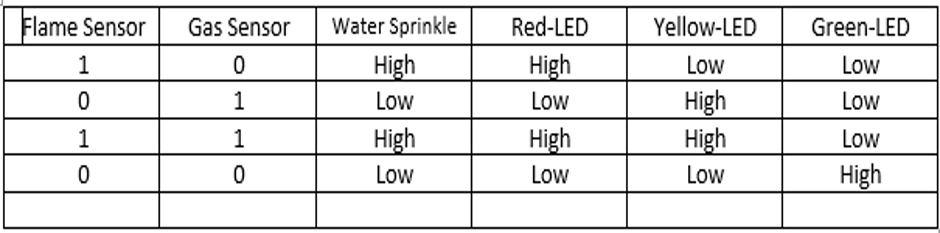 Flame Sensor Gas Sensor Water Sprinkle Red-LED Yellow-LED Green-LED
1 0 High High Low Low
0 1 Low Low High Low
1 1 High High High Low
0 0 Low Low Low High